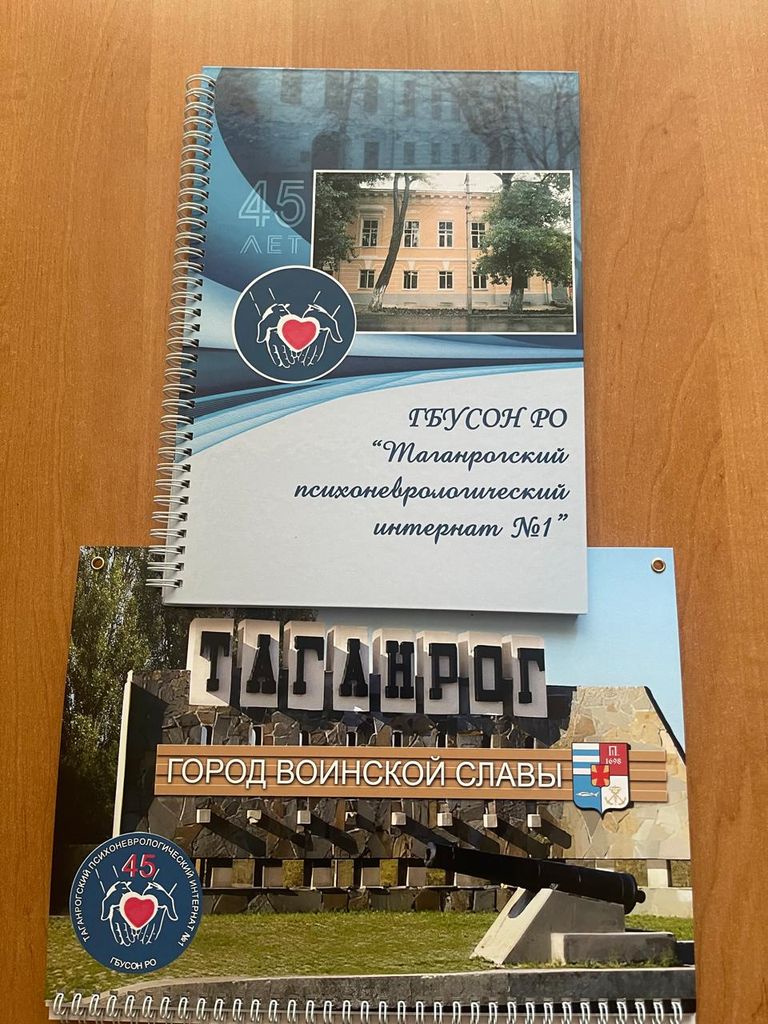 45
ЛЕТ
ГБУСОН РО
“Таганрогский
психоневрологический
интернат №1”
ТАГАНРОГ
ГОРОД ВОИНСКОЙ СЛАВЫ
1698
ТАГАНРОГСКИЙ ПСИХОНЕВРОЛОГИЧЕСКИЙ ИНТЕРНАТ №1
45
ГБУСОН РО